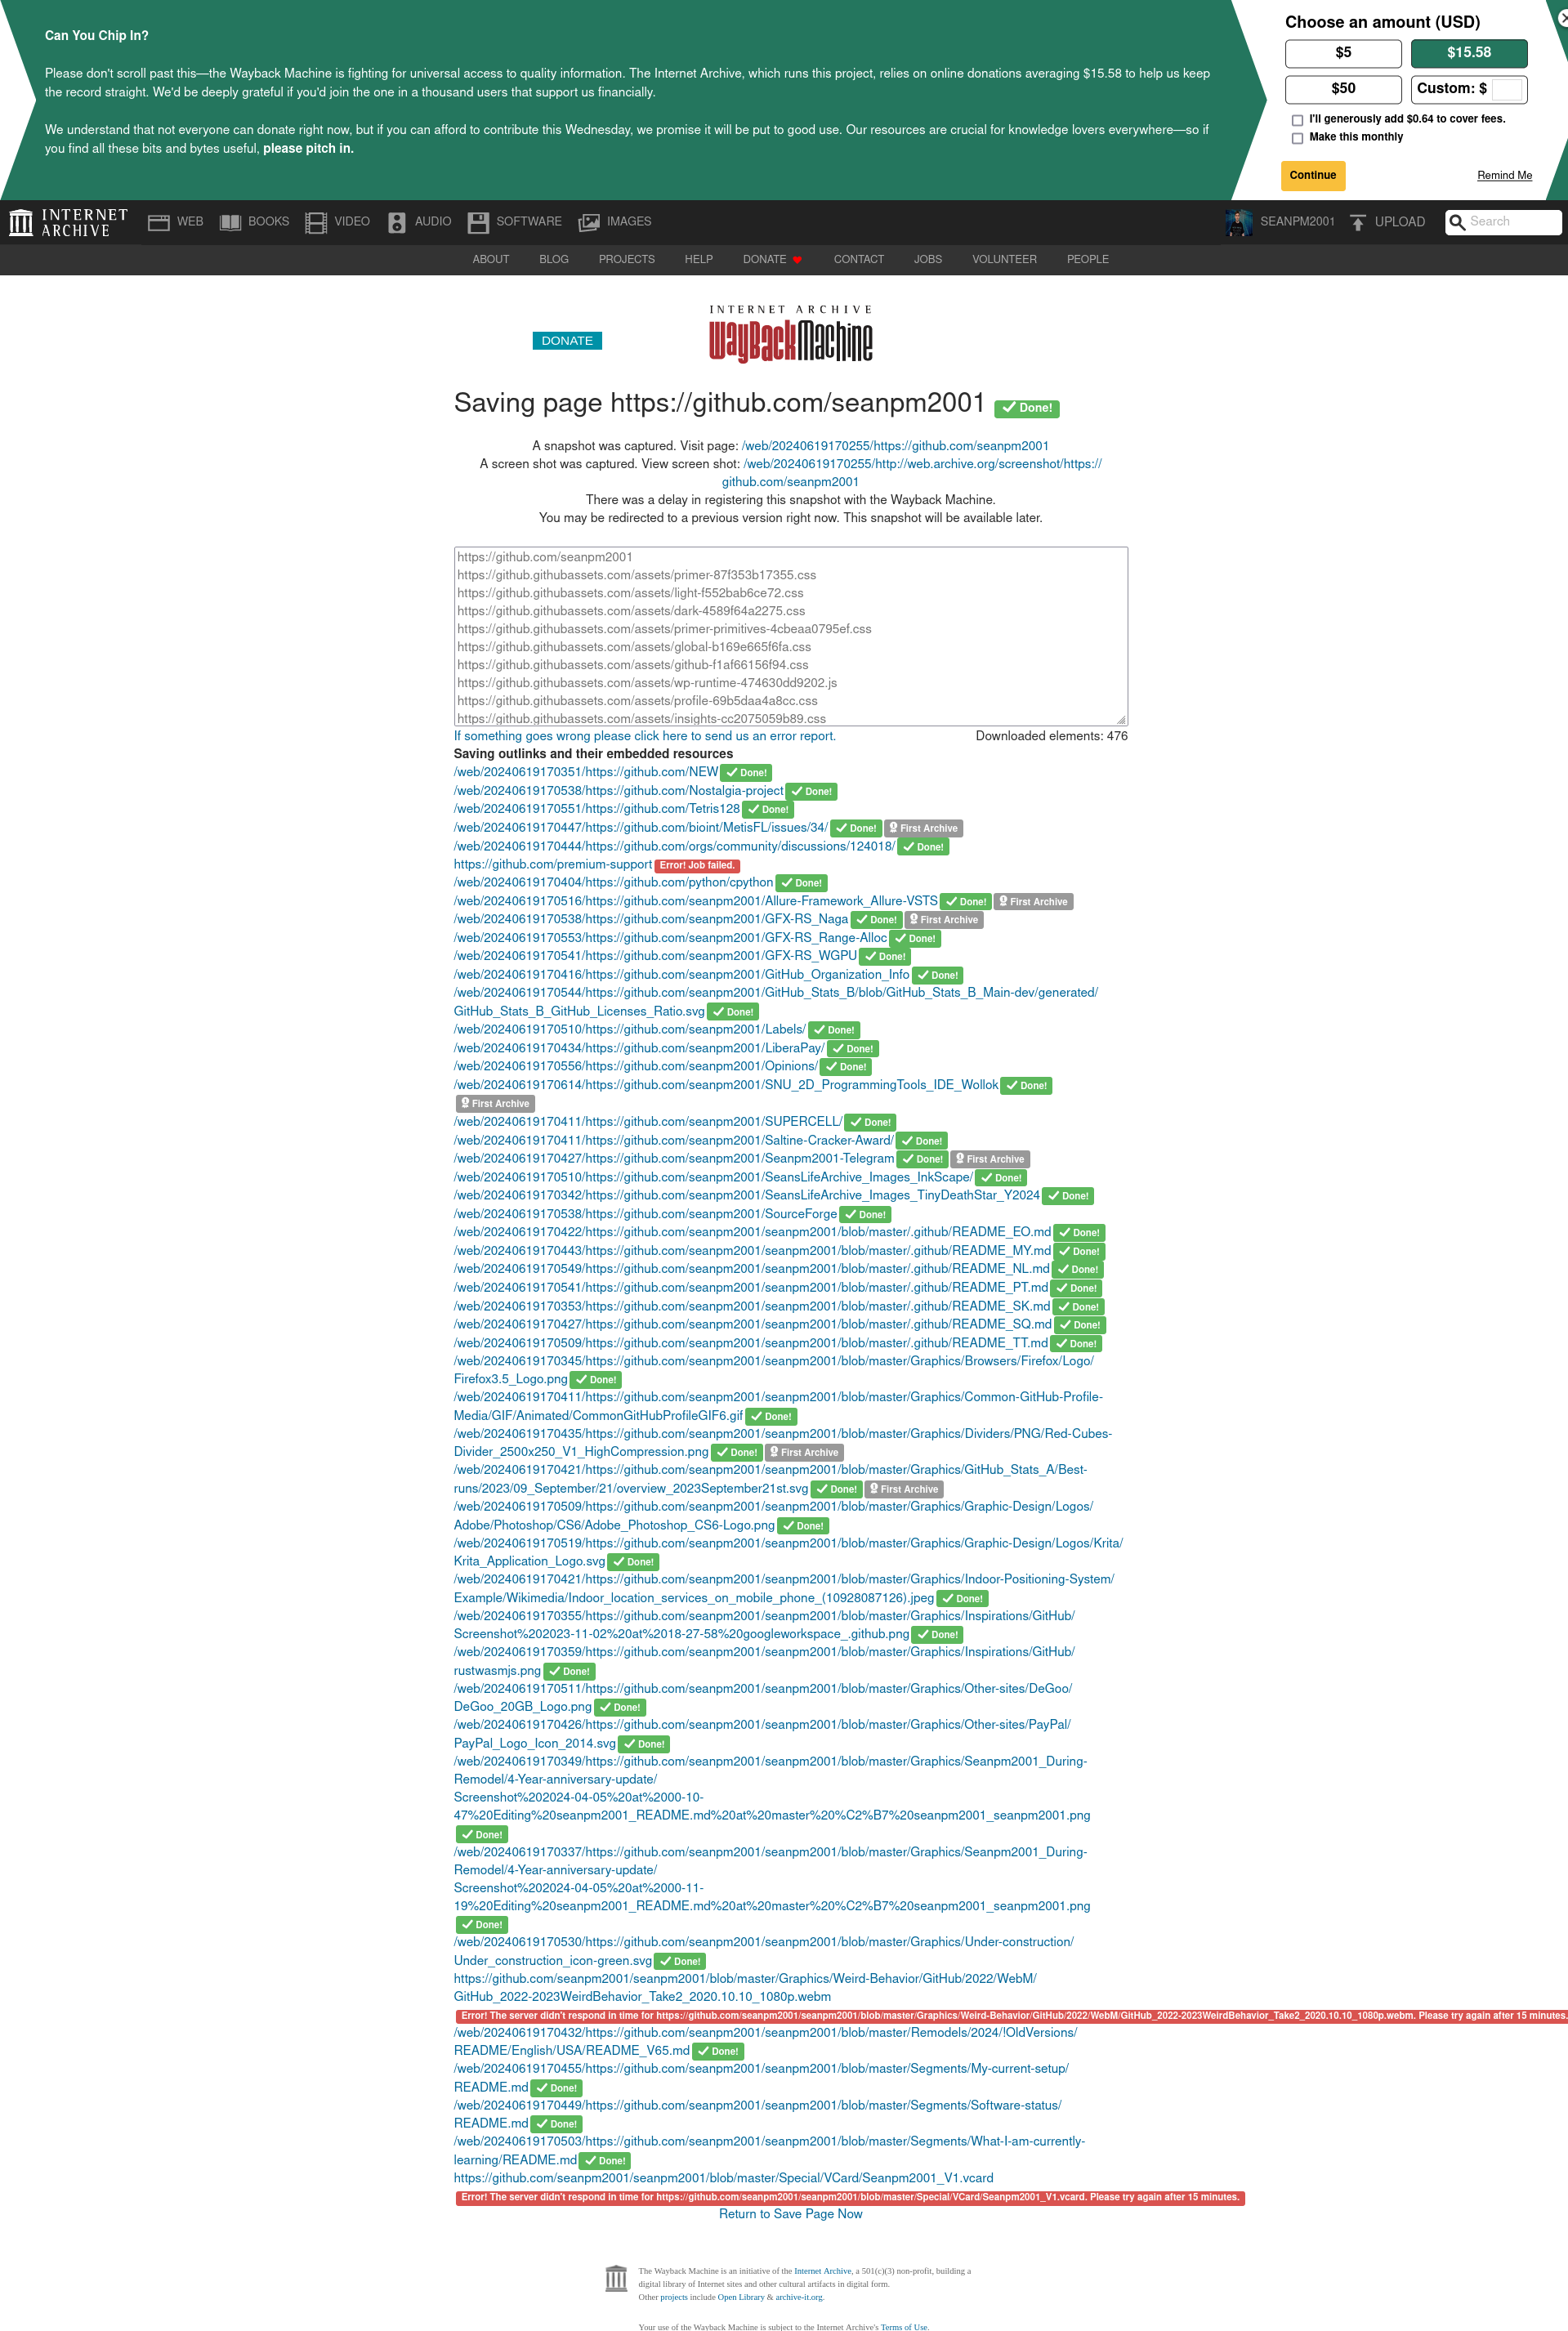 Can You Chip In?
Please don't scroll past this—the Wayback Machine is fighting for universal access to quality information. The Internet Archive, which runs this project, relies on online donations averaging $15.58 to help us keep
the record straight. We'd be deeply grateful if you'd join the one in a thousand users that support us financially.
We understand that not everyone can donate right now, but if you can afford to contribute this Wednesday, we promise it will be put to good use. Our resources are crucial for knowledge lovers everywhere—so if
you find all these bits and bytes useful, please pitch in.
Choose an amount (USD)
$5
$15.58
$50
Custom: $
I'll generously add $0.64 to cover fees.
Make this monthly
Continue
Remind Me
INTERNET
ARCHIVE
WEB
BOOKS
VIDEO
AUDIO
SOFTWARE
IMAGES
SEANPM2001
UPLOAD
Search
ABOUT
BLOG
PROJECTS
HELP
DONATE
CONTACT
JOBS
VOLUNTEER
PEOPLE
DONATE
INTERNET ARCHIVE
WayBackMachine
Saving page https://github.com/seanpm2001 Done!
A snapshot was captured. Visit page: /web/20240619170255/https://github.com/seanpm2001
A screen shot was captured. View screen shot: /web/20240619170255/http://web.archive.org/screenshot/https://
github.com/seanpm2001
There was a delay in registering this snapshot with the Wayback Machine.
You may be redirected to a previous version right now. This snapshot will be available later.
https://github.com/seanpm2001
https://github.githubassets.com/assets/primer-87f353b17355.css
https://github.githubassets.com/assets/light-f552bab6ce72.css
https://github.githubassets.com/assets/dark-4589f64a2275.css
https://github.githubassets.com/assets/primer-primitives-4cbeaa0795ef.css
https://github.githubassets.com/assets/global-b169e665f6fa.css
https://github.githubassets.com/assets/github-f1af66156f94.css
https://github.githubassets.com/assets/wp-runtime-474630dd9202.js
https://github.githubassets.com/assets/profile-69b5daa4a8cc.css
https://github.githubassets.com/assets/insights-cc2075059b89.css
If something goes wrong please click here to send us an error report.
Downloaded elements: 476
Saving outlinks and their embedded resources
/web/20240619170351/https://github.com/NEW Done!
/web/20240619170538/https://github.com/Nostalgia-project Done!
/web/20240619170551/https://github.com/Tetris128 Done!
/web/20240619170447/https://github.com/bioint/MetisFL/issues/34/ Done! First Archive
/web/20240619170444/https://github.com/orgs/community/discussions/124018/ Done!
https://github.com/premium-support Error! Job failed.
/web/20240619170404/https://github.com/python/cpython Done!
/web/20240619170516/https://github.com/seanpm2001/Allure-Framework_Allure-VSTS Done! First Archive
/web/20240619170538/https://github.com/seanpm2001/GFX-RS_Naga Done! First Archive
/web/20240619170553/https://github.com/seanpm2001/GFX-RS_Range-Alloc Done!
/web/20240619170541/https://github.com/seanpm2001/GFX-RS_WGPU Done!
/web/20240619170416/https://github.com/seanpm2001/GitHub_Organization_Info Done!
/web/20240619170544/https://github.com/seanpm2001/GitHub_Stats_B/blob/GitHub_Stats_B_Main-dev/generated/
GitHub_Stats_B_GitHub_Licenses_Ratio.svg Done!
/web/20240619170510/https://github.com/seanpm2001/Labels/ Done!
/web/20240619170434/https://github.com/seanpm2001/LiberaPay/ Done!
/web/20240619170556/https://github.com/seanpm2001/Opinions/ Done!
/web/20240619170614/https://github.com/seanpm2001/SNU_2D_ProgrammingTools_IDE_Wollok Done!
First Archive
/web/20240619170411/https://github.com/seanpm2001/SUPERCELL/ Done!
/web/20240619170411/https://github.com/seanpm2001/Saltine-Cracker-Award/ Done!
/web/20240619170427/https://github.com/seanpm2001/Seanpm2001-Telegram Done! First Archive
/web/20240619170510/https://github.com/seanpm2001/SeansLifeArchive_Images_InkScape/ Done!
/web/20240619170342/https://github.com/seanpm2001/SeansLifeArchive_Images_TinyDeathStar_Y2024 Done!
/web/20240619170538/https://github.com/seanpm2001/SourceForge Done!
/web/20240619170422/https://github.com/seanpm2001/seanpm2001/blob/master/.github/README_EO.md Done!
/web/20240619170443/https://github.com/seanpm2001/seanpm2001/blob/master/.github/README_MY.md Done!
/web/20240619170549/https://github.com/seanpm2001/seanpm2001/blob/master/.github/README_NL.md Done!
/web/20240619170541/https://github.com/seanpm2001/seanpm2001/blob/master/.github/README_PT.md Done!
/web/20240619170353/https://github.com/seanpm2001/seanpm2001/blob/master/.github/README_SK.md Done!
/web/20240619170427/https://github.com/seanpm2001/seanpm2001/blob/master/.github/README_SQ.md Done!
/web/20240619170509/https://github.com/seanpm2001/seanpm2001/blob/master/.github/README_TT.md Done!
/web/20240619170345/https://github.com/seanpm2001/seanpm2001/blob/master/Graphics/Browsers/Firefox/Logo/
Firefox3.5_Logo.png Done!
/web/20240619170411/https://github.com/seanpm2001/seanpm2001/blob/master/Graphics/Common-GitHub-Profile-
Media/GIF/Animated/CommonGitHubProfileGIF6.gif Done!
/web/20240619170435/https://github.com/seanpm2001/seanpm2001/blob/master/Graphics/Dividers/PNG/Red-Cubes-
Divider_2500x250_V1_HighCompression.png Done! First Archive
/web/20240619170421/https://github.com/seanpm2001/seanpm2001/blob/master/Graphics/GitHub_Stats_A/Best-
runs/2023/09_September/21/overview_2023September21st.svg Done! First Archive
/web/20240619170509/https://github.com/seanpm2001/seanpm2001/blob/master/Graphics/Graphic-Design/Logos/
Adobe/Photoshop/CS6/Adobe_Photoshop_CS6-Logo.png Done!
/web/20240619170519/https://github.com/seanpm2001/seanpm2001/blob/master/Graphics/Graphic-Design/Logos/Krita/
Krita_Application_Logo.svg Done!
/web/20240619170421/https://github.com/seanpm2001/seanpm2001/blob/master/Graphics/Indoor-Positioning-System/
Example/Wikimedia/Indoor_location_services_on_mobile_phone_(10928087126).jpeg Done!
/web/20240619170355/https://github.com/seanpm2001/seanpm2001/blob/master/Graphics/Inspirations/GitHub/
Screenshot%202023-11-02%20at%2018-27-58%20googleworkspace_.github.png Done!
/web/20240619170359/https://github.com/seanpm2001/seanpm2001/blob/master/Graphics/Inspirations/GitHub/
rustwasmjs.png Done!
/web/20240619170511/https://github.com/seanpm2001/seanpm2001/blob/master/Graphics/Other-sites/DeGoo/
DeGoo_20GB_Logo.png Done!
/web/20240619170426/https://github.com/seanpm2001/seanpm2001/blob/master/Graphics/Other-sites/PayPal/
PayPal_Logo_Icon_2014.svg Done!
/web/20240619170349/https://github.com/seanpm2001/seanpm2001/blob/master/Graphics/Seanpm2001_During-
Remodel/4-Year-anniversary-update/
Screenshot%202024-04-05%20at%2000-10-
47%20Editing%20seanpm2001_README.md%20at%20master%20%C2%B7%20seanpm2001_seanpm2001.png
Done!
/web/20240619170337/https://github.com/seanpm2001/seanpm2001/blob/master/Graphics/Seanpm2001_During-
Remodel/4-Year-anniversary-update/
Screenshot%202024-04-05%20at%2000-11-
19%20Editing%20seanpm2001_README.md%20at%20master%20%C2%B7%20seanpm2001_seanpm2001.png
Done!
/web/20240619170530/https://github.com/seanpm2001/seanpm2001/blob/master/Graphics/Under-construction/
Under_construction_icon-green.svg Done!
https://github.com/seanpm2001/seanpm2001/blob/master/Graphics/Weird-Behavior/GitHub/2022/WebM/
GitHub_2022-2023WeirdBehavior_Take2_2020.10.10_1080p.webm
Error! The server didn't respond in time for https://github.com/seanpm2001/seanpm2001/blob/master/Graphics/Weird-Behavior/GitHub/2022/WebM/GitHub_2022-2023WeirdBehavior_Take2_2020.10.10_1080p.webm. Please try again after 15 minutes.
/web/20240619170432/https://github.com/seanpm2001/seanpm2001/blob/master/Remodels/2024/!OldVersions/
README/English/USA/README_V65.md Done!
/web/20240619170455/https://github.com/seanpm2001/seanpm2001/blob/master/Segments/My-current-setup/
README.md Done!
/web/20240619170449/https://github.com/seanpm2001/seanpm2001/blob/master/Segments/Software-status/
README.md Done!
/web/20240619170503/https://github.com/seanpm2001/seanpm2001/blob/master/Segments/What-I-am-currently-
learning/README.md Done!
https://github.com/seanpm2001/seanpm2001/blob/master/Special/VCard/Seanpm2001_V1.vcard
Error! The server didn't respond in time for https://github.com/seanpm2001/seanpm2001/blob/master/Special/VCard/Seanpm2001_V1.vcard. Please try again after 15 minutes.
Return to Save Page Now
The Wayback Machine is an initiative of the Internet Archive, a 501(c)(3) non-profit, building a
digital library of Internet sites and other cultural artifacts in digital form.
Other projects include Open Library & archive-it.org.
Your use of the Wayback Machine is subject to the Internet Archive's Terms of Use.